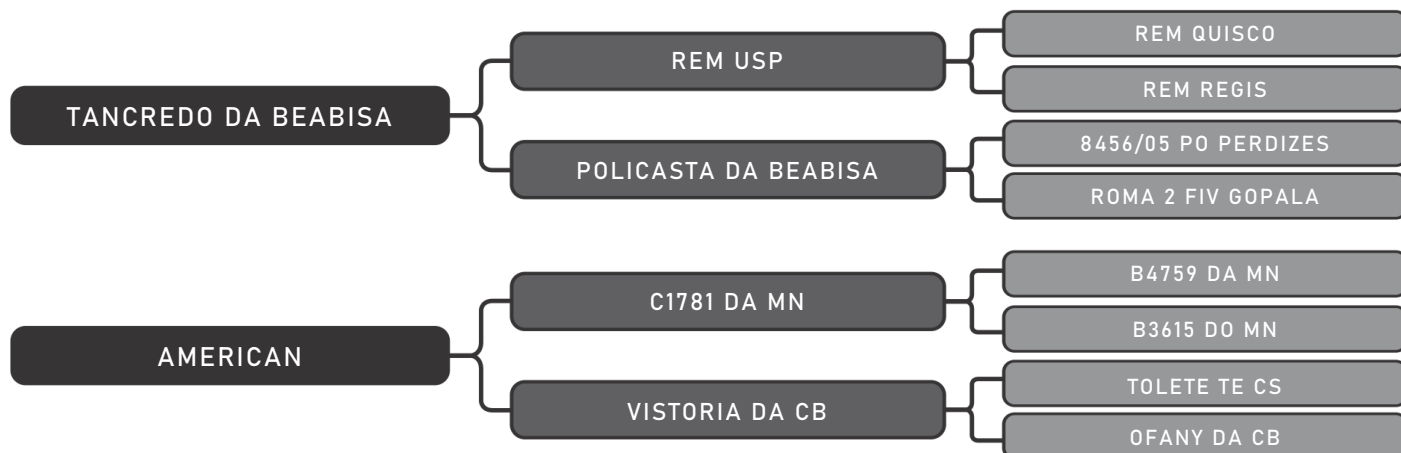 REM QUISCO
REM USP
REM REGIS
TANCREDO DA BEABISA
8456/05 PO PERDIZES
POLICASTA DA BEABISA
ROMA 2 FIV GOPALA
B4759 DA MN
C1781 DA MN
B3615 DO MN
AMERICAN
TOLETE TE CS
VISTORIA DA CB
OFANY DA CB